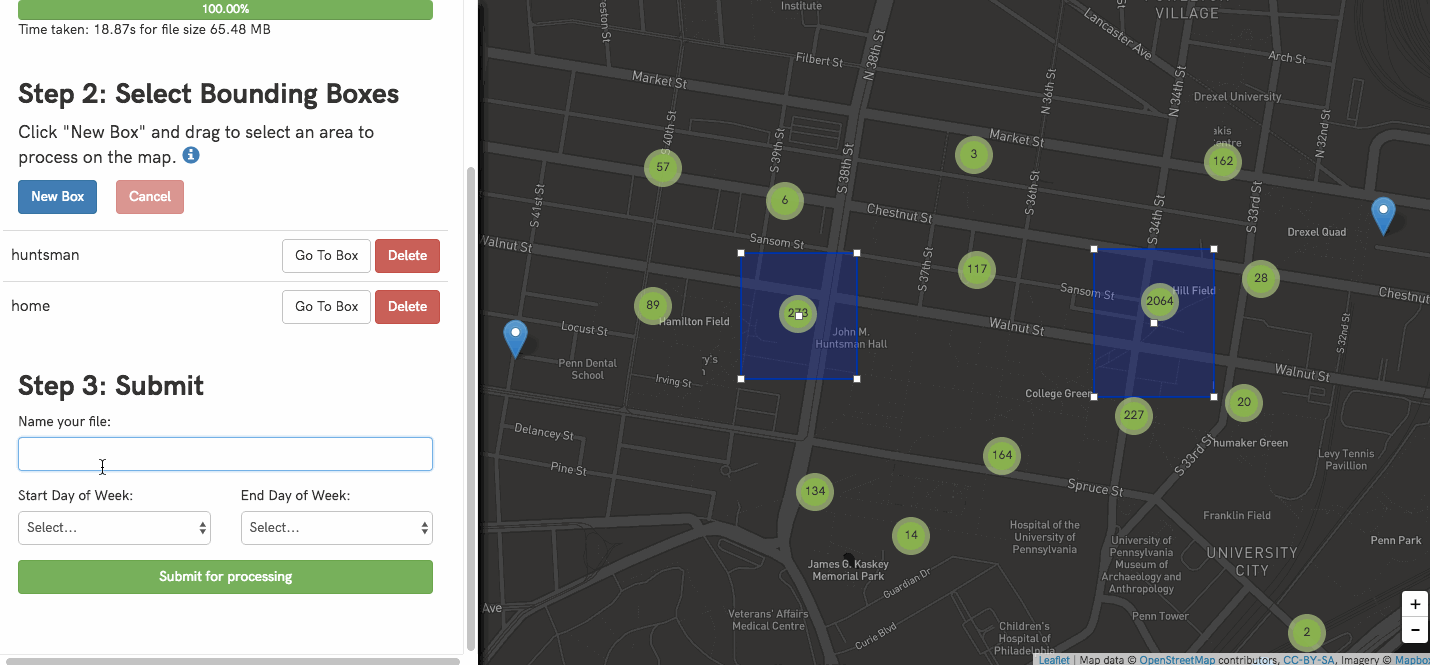 100.00%
Time taken: 18.87s for file size 65.48 MB
Step 2: Select Bounding Boxes
Click "New Box" and drag to select an area to
process on the map.
New Box
Cancel
huntsman
Go To Box
Delete
home
Go To Box
Delete
Step 3: Submit
Name your file:
Start Day of Week:
End Day of Week:
Select...
Select...
Submit for processing
Institute
VILLAGE
Lancaster Ave
N 38th St
Filbert St
Arch St
Market St
N 36th St
N 34th St
Drexel University
S 40th St
S 39th St
Market St
N 32nd St
3
57
162
S 38th St
6
S 36th St
S 41st St
Chestnut St
S 34th St
S 33rd St
Drexel Quad
Walnut St
Sansom St
S 37th St
117
28
Sansom St
Hill Field
2064
Chestnut
89
Hamilton Field
273
Locust St
John M.
Huntsman Hall
Walnut St
S 32nd St
Penn Dental
School
Irving St
Walnut St
College Green
20
227
Delancey St
S 33rd St
humaker Green
Levy Tennis
Pavillion
164
Pine St
Spruce St
134
Franklin Field
14
Hospital of the
University of
Pennsylvania
University of
Pennsylvania
Museum of
Archaeology and
Anthropology
UNIVERSITY
CITY
Penn Park
James G. Kaskey
Memorial Park
Guardian Dr
Ave
Veterans' Affairs
Medical Centre
Curie Blvd
Children's
Hospital of
Philadelphia
Penn Tower
2
+
−
Leaflet | Map data © OpenStreetMap contributors, CC-BY-SA, Imagery © Mapbo